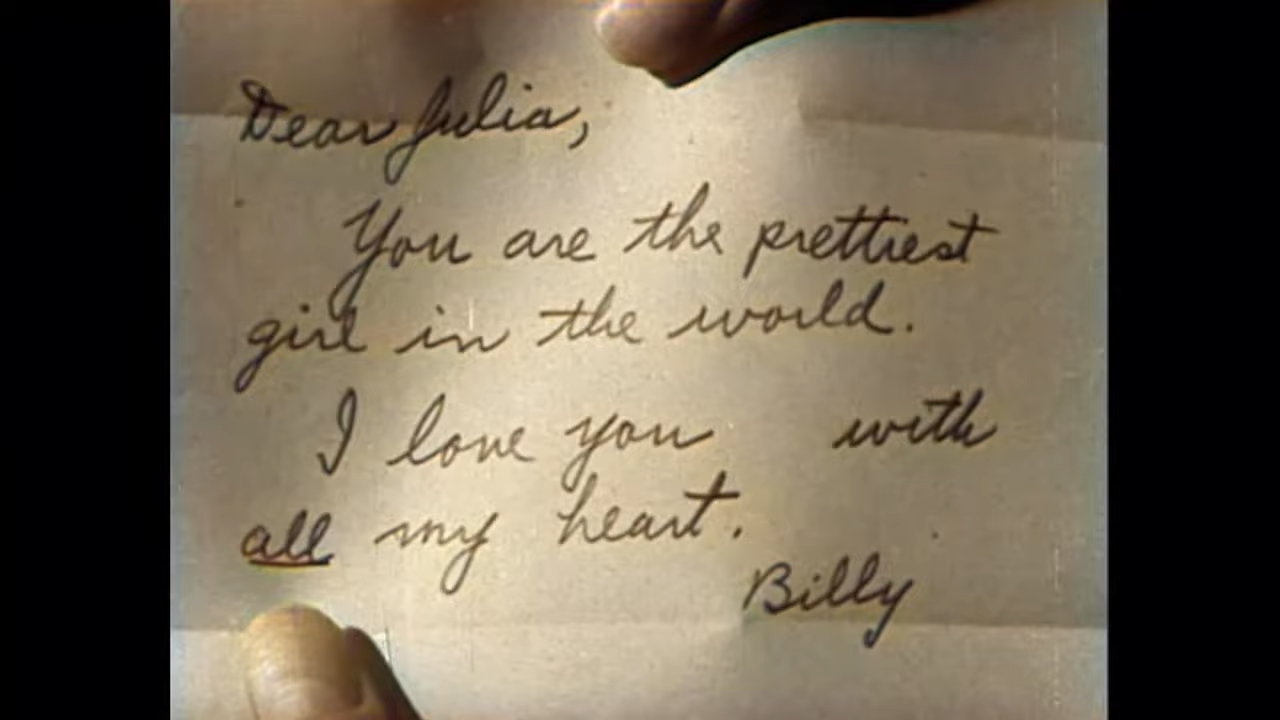 Dear Julia,
You are the prettiest
girl in the world.
I love you with
all my heart.
Billy